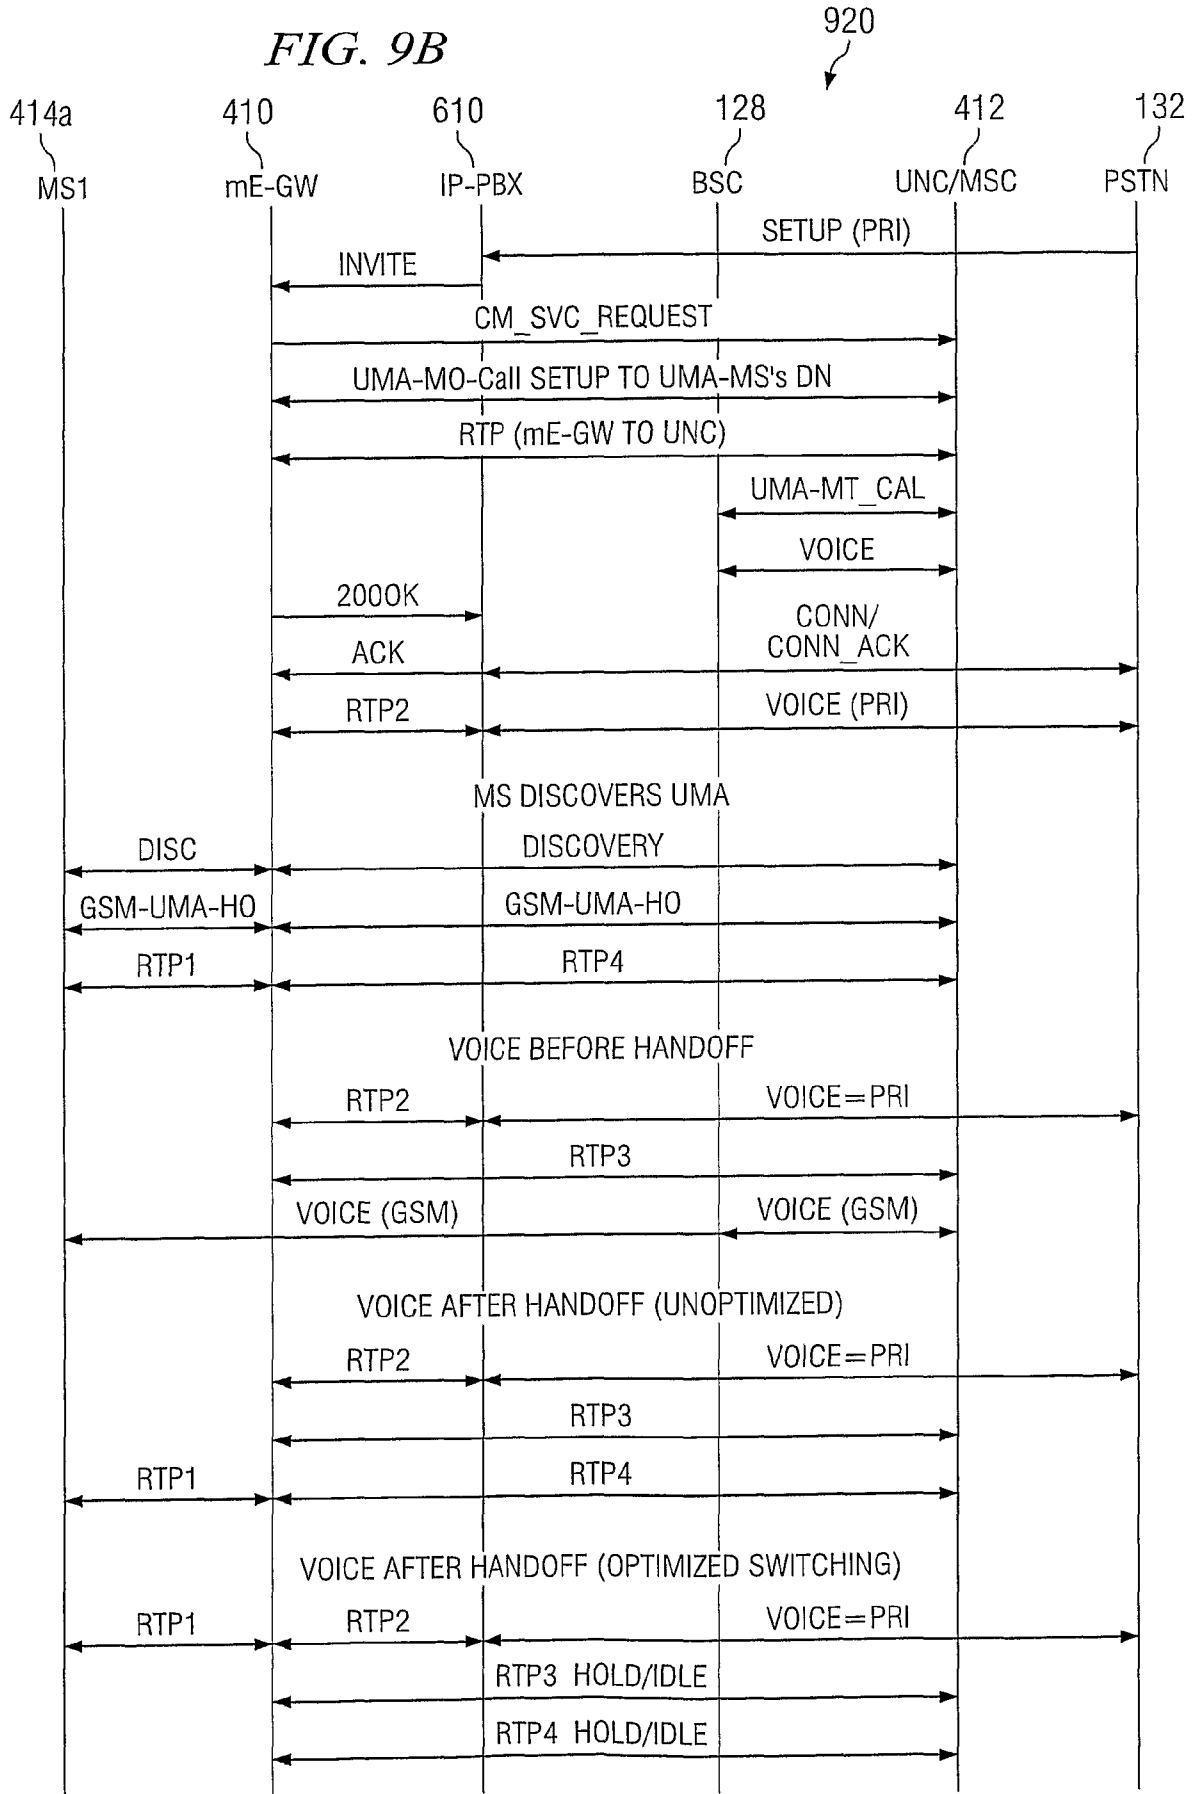 FIG. 9B
920
414a 410 610 128 412 132
MS1 mE-GW IP-PBX BSC UNC/MSC PSTN
SETUP (PRI)
INVITE
CM_SVC_REQUEST
UMA-MO-Call SETUP TO UMA-MS's DN
RTP (mE-GW TO UNC)
UMA-MT_CAL
VOICE
200OK
CONN/
ACK CONN_ACK
RTP2 VOICE (PRI)
MS DISCOVERS UMA
DISC DISCOVERY
GSM-UMA-HO GSM-UMA-HO
RTP1 RTP4
VOICE BEFORE HANDOFF
RTP2 VOICE=PRI
RTP3
VOICE (GSM) VOICE (GSM)
VOICE AFTER HANDOFF (UNOPTIMIZED)
RTP2 VOICE=PRI
RTP3
RTP1 RTP4
VOICE AFTER HANDOFF (OPTIMIZED SWITCHING)
RTP1 RTP2 VOICE=PRI
RTP3 HOLD/IDLE
RTP4 HOLD/IDLE